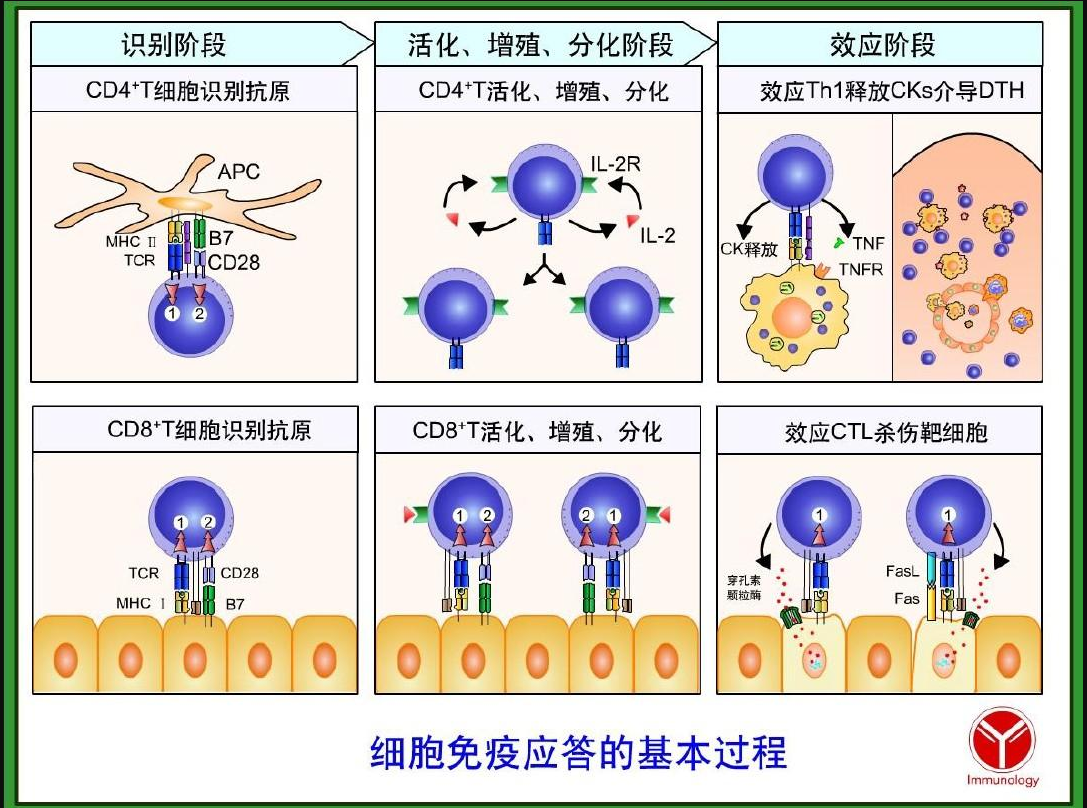 识别阶段
活化、增殖、分化阶段
效应阶段
CD4⁺T细胞识别抗原
CD4⁺T活化、增殖、分化
效应Th1释放CKs介导DTH
APC
MHC II
B7
TCR
CD28
1 2
IL-2R
IL-2
CK释放
TNF
TNFR
CD8⁺T细胞识别抗原
CD8⁺T活化、增殖、分化
效应CTL杀伤靶细胞
1 2
TCR
CD28
MHC I
B7
1 2
2 1
1
穿孔素
颗粒酶
1
FasL
Fas
细胞免疫应答的基本过程
Immunology